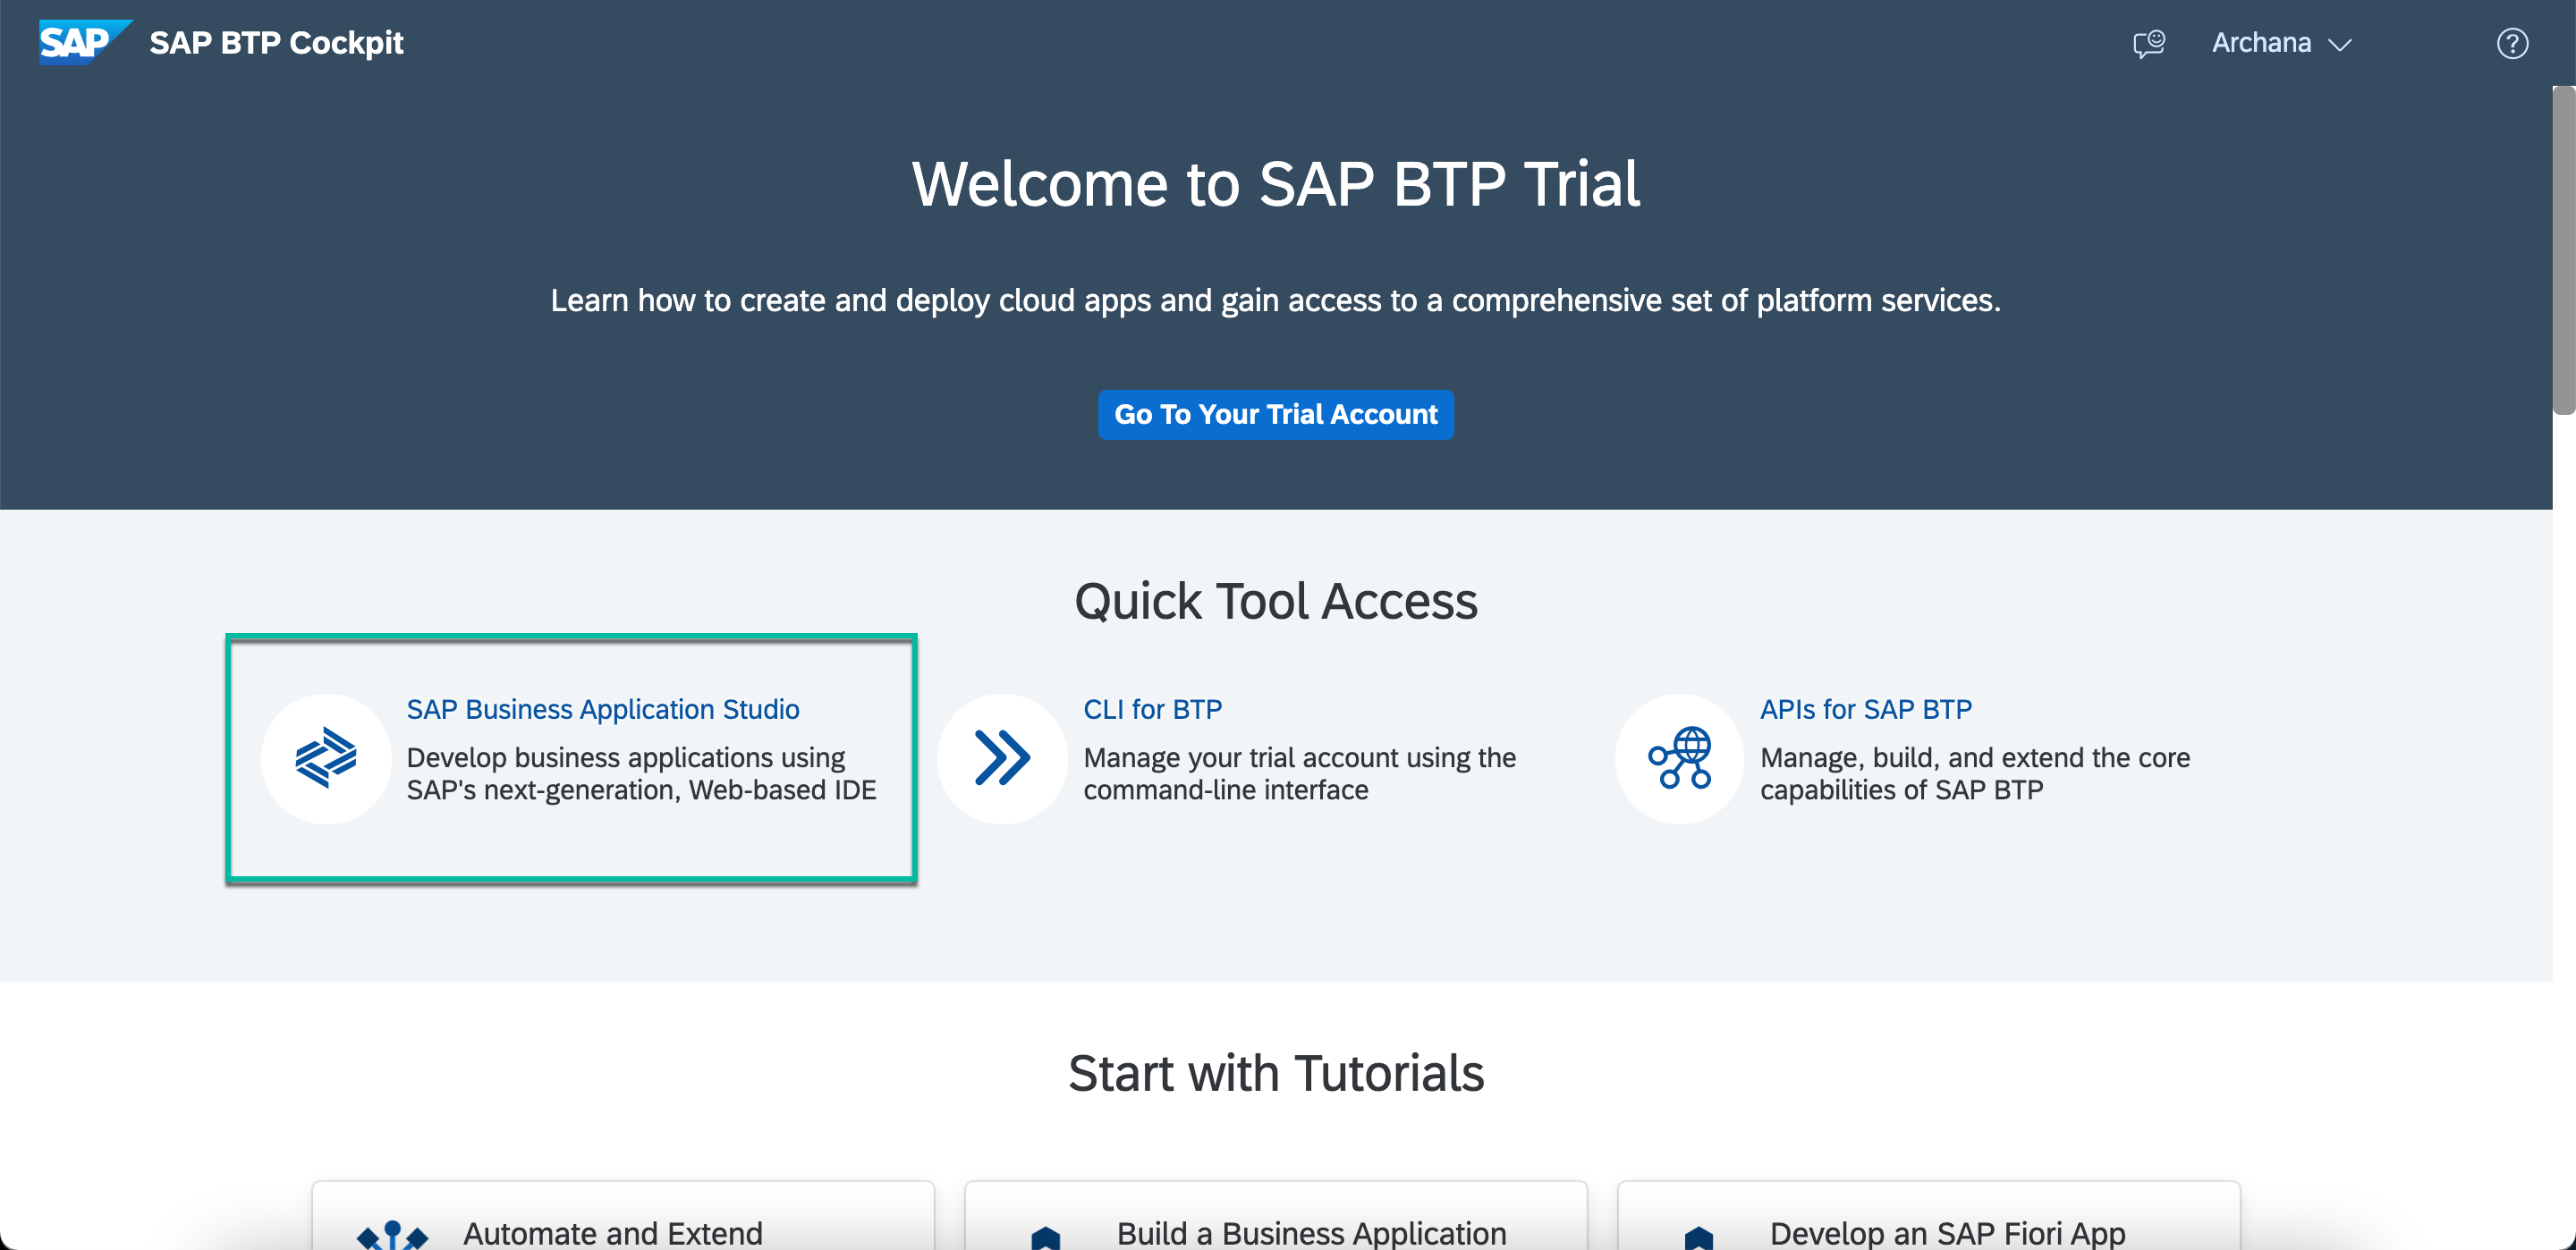 SAP SAP BTP Cockpit
Archana
Welcome to SAP BTP Trial
Learn how to create and deploy cloud apps and gain access to a comprehensive set of platform services.
Go To Your Trial Account
Quick Tool Access
SAP Business Application Studio
Develop business applications using
SAP's next-generation, Web-based IDE
CLI for BTP
Manage your trial account using the
command-line interface
APIs for SAP BTP
Manage, build, and extend the core
capabilities of SAP BTP
Start with Tutorials
Automate and Extend
Build a Business Application
Develop an SAP Fiori App